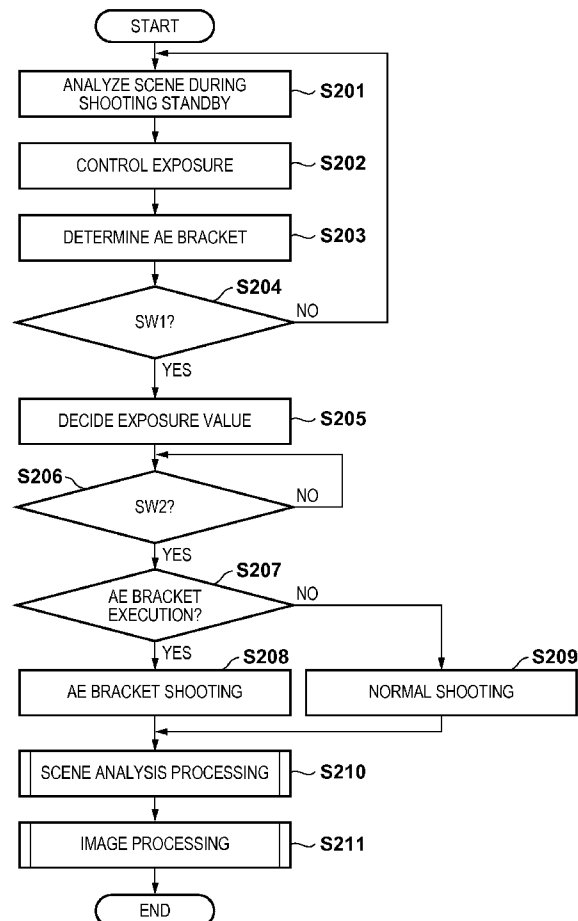 START
ANALYZE SCENE DURING
SHOOTING STANDBY
S201
CONTROL EXPOSURE
S202
DETERMINE AE BRACKET
S203
S204
SW1?
NO
YES
DECIDE EXPOSURE VALUE
S205
S206
SW2?
NO
YES
S207
AE BRACKET
EXECUTION?
NO
YES
S208
AE BRACKET SHOOTING
S209
NORMAL SHOOTING
SCENE ANALYSIS PROCESSING
S210
IMAGE PROCESSING
S211
END